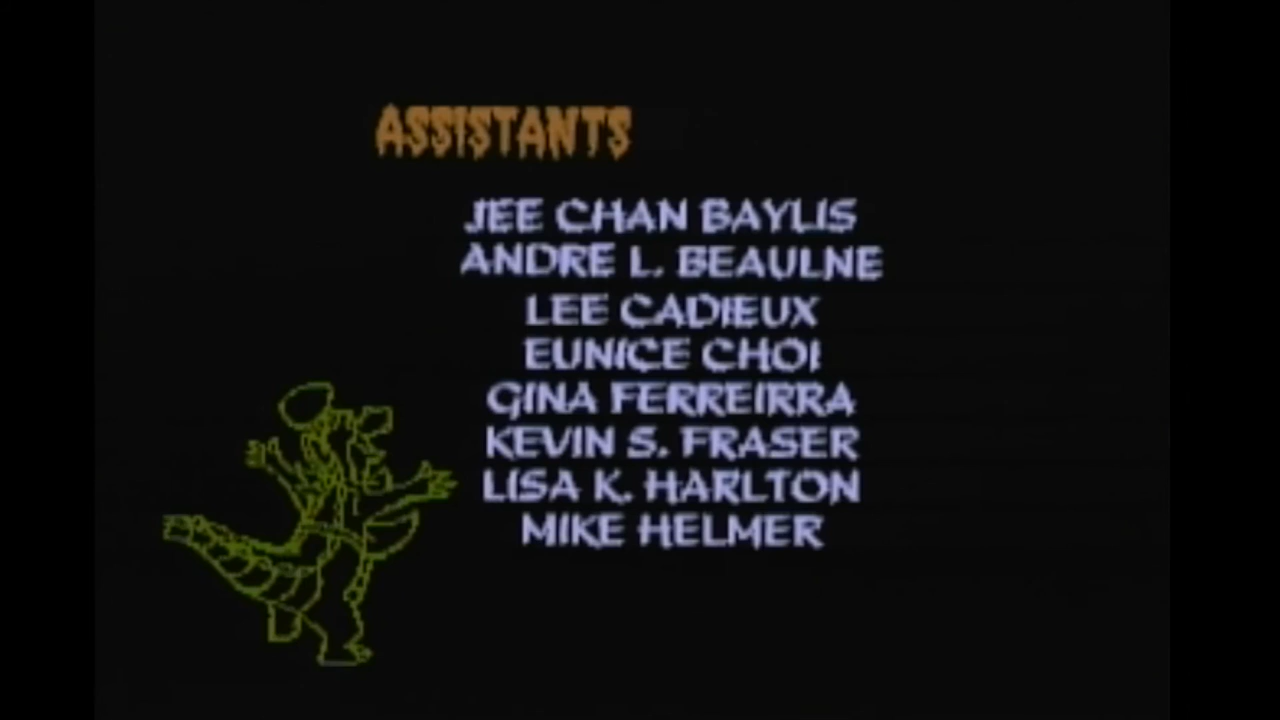 ASSISTANTS
JEE CHAN BAYLIS
ANDRE L. BEAULNE
LEE CADIEUX
EUNICE CHOI
GINA FERREIRRA
KEVIN S. FRASER
LISA K. HARLTON
MIKE HELMER